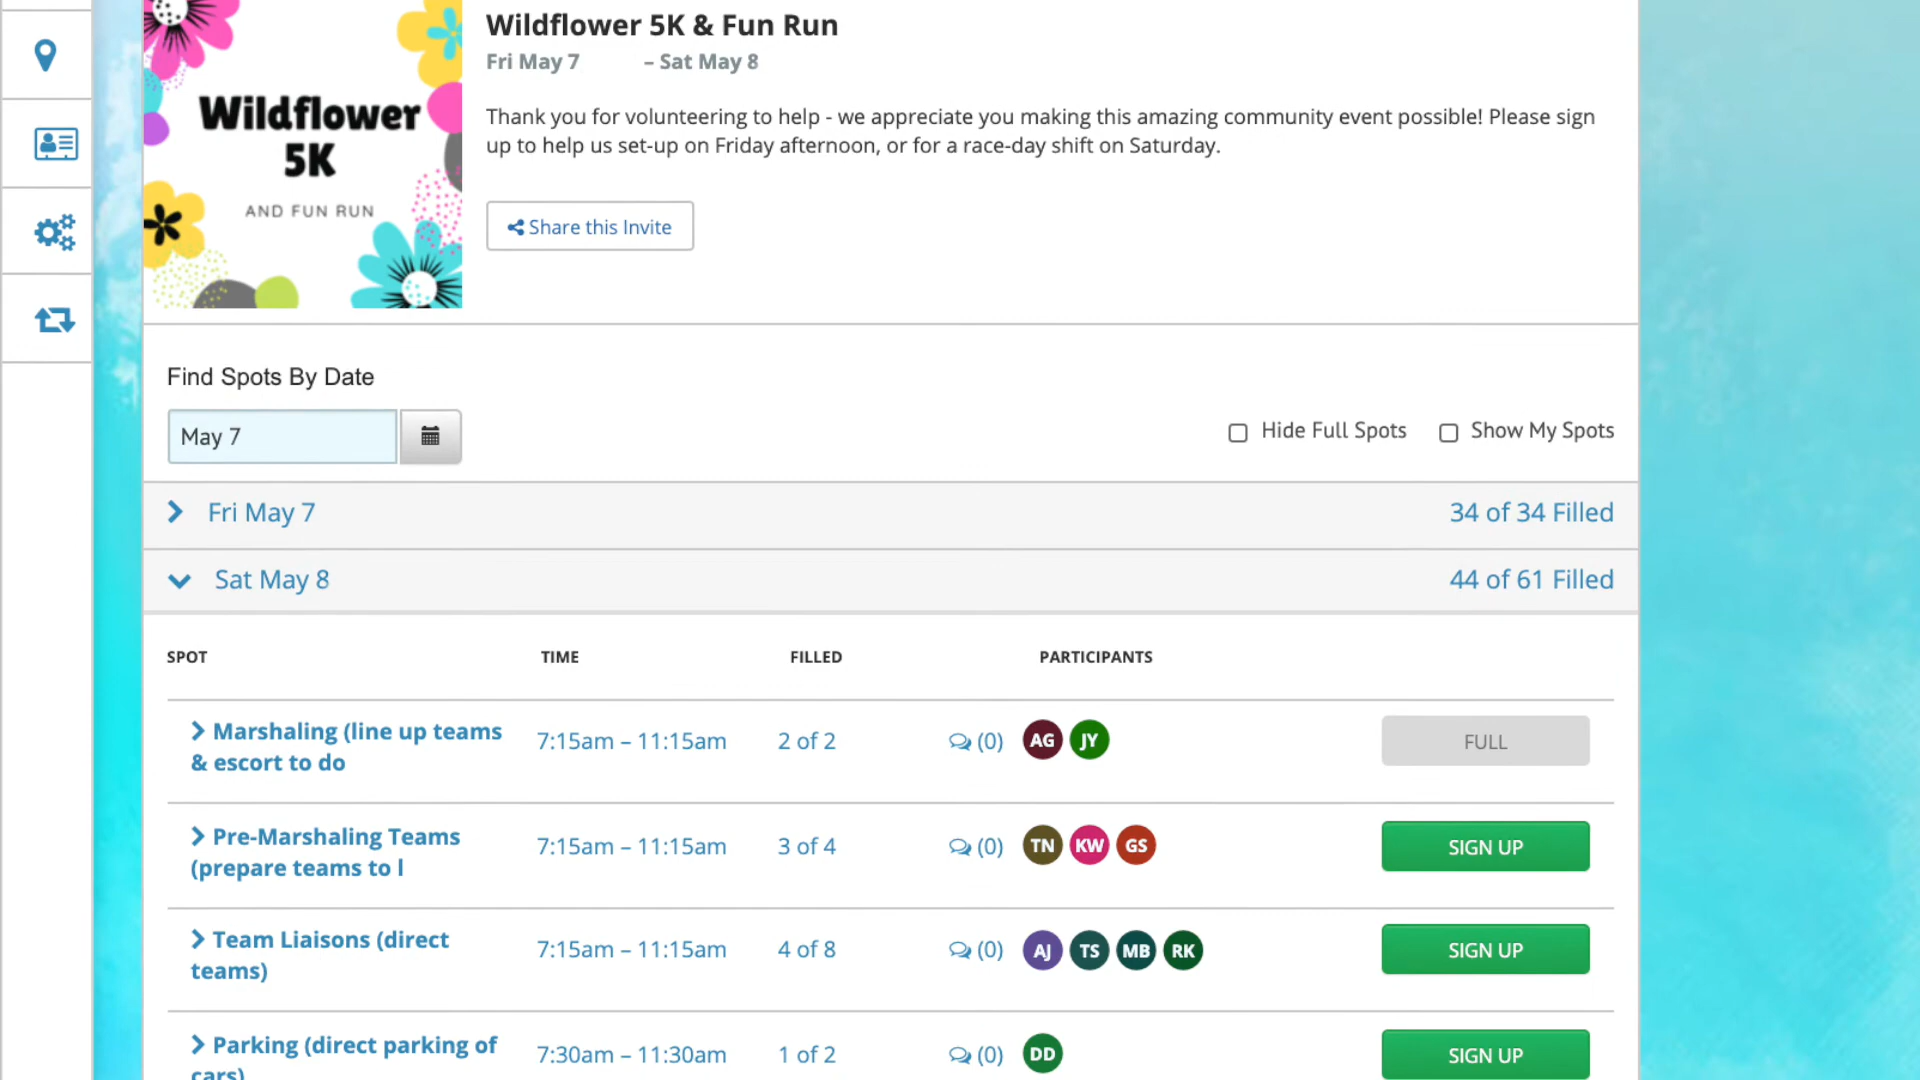 Wildflower
5K
AND FUN RUN
Wildflower 5K & Fun Run
Fri May 7 – Sat May 8
Thank you for volunteering to help - we appreciate you making this amazing community event possible! Please sign
up to help us set-up on Friday afternoon, or for a race-day shift on Saturday.
Share this Invite
Find Spots By Date
May 7
Hide Full Spots Show My Spots
Fri May 7 34 of 34 Filled
Sat May 8 44 of 61 Filled
SPOT TIME FILLED PARTICIPANTS
Marshaling (line up teams
& escort to do
7:15am – 11:15am 2 of 2 (0) AG JY FULL
Pre-Marshaling Teams
(prepare teams to l
7:15am – 11:15am 3 of 4 (0) TN KW GS SIGN UP
Team Liaisons (direct
teams)
7:15am – 11:15am 4 of 8 (0) AJ TS MB RK SIGN UP
Parking (direct parking of
cars)
7:30am – 11:30am 1 of 2 (0) DD SIGN UP